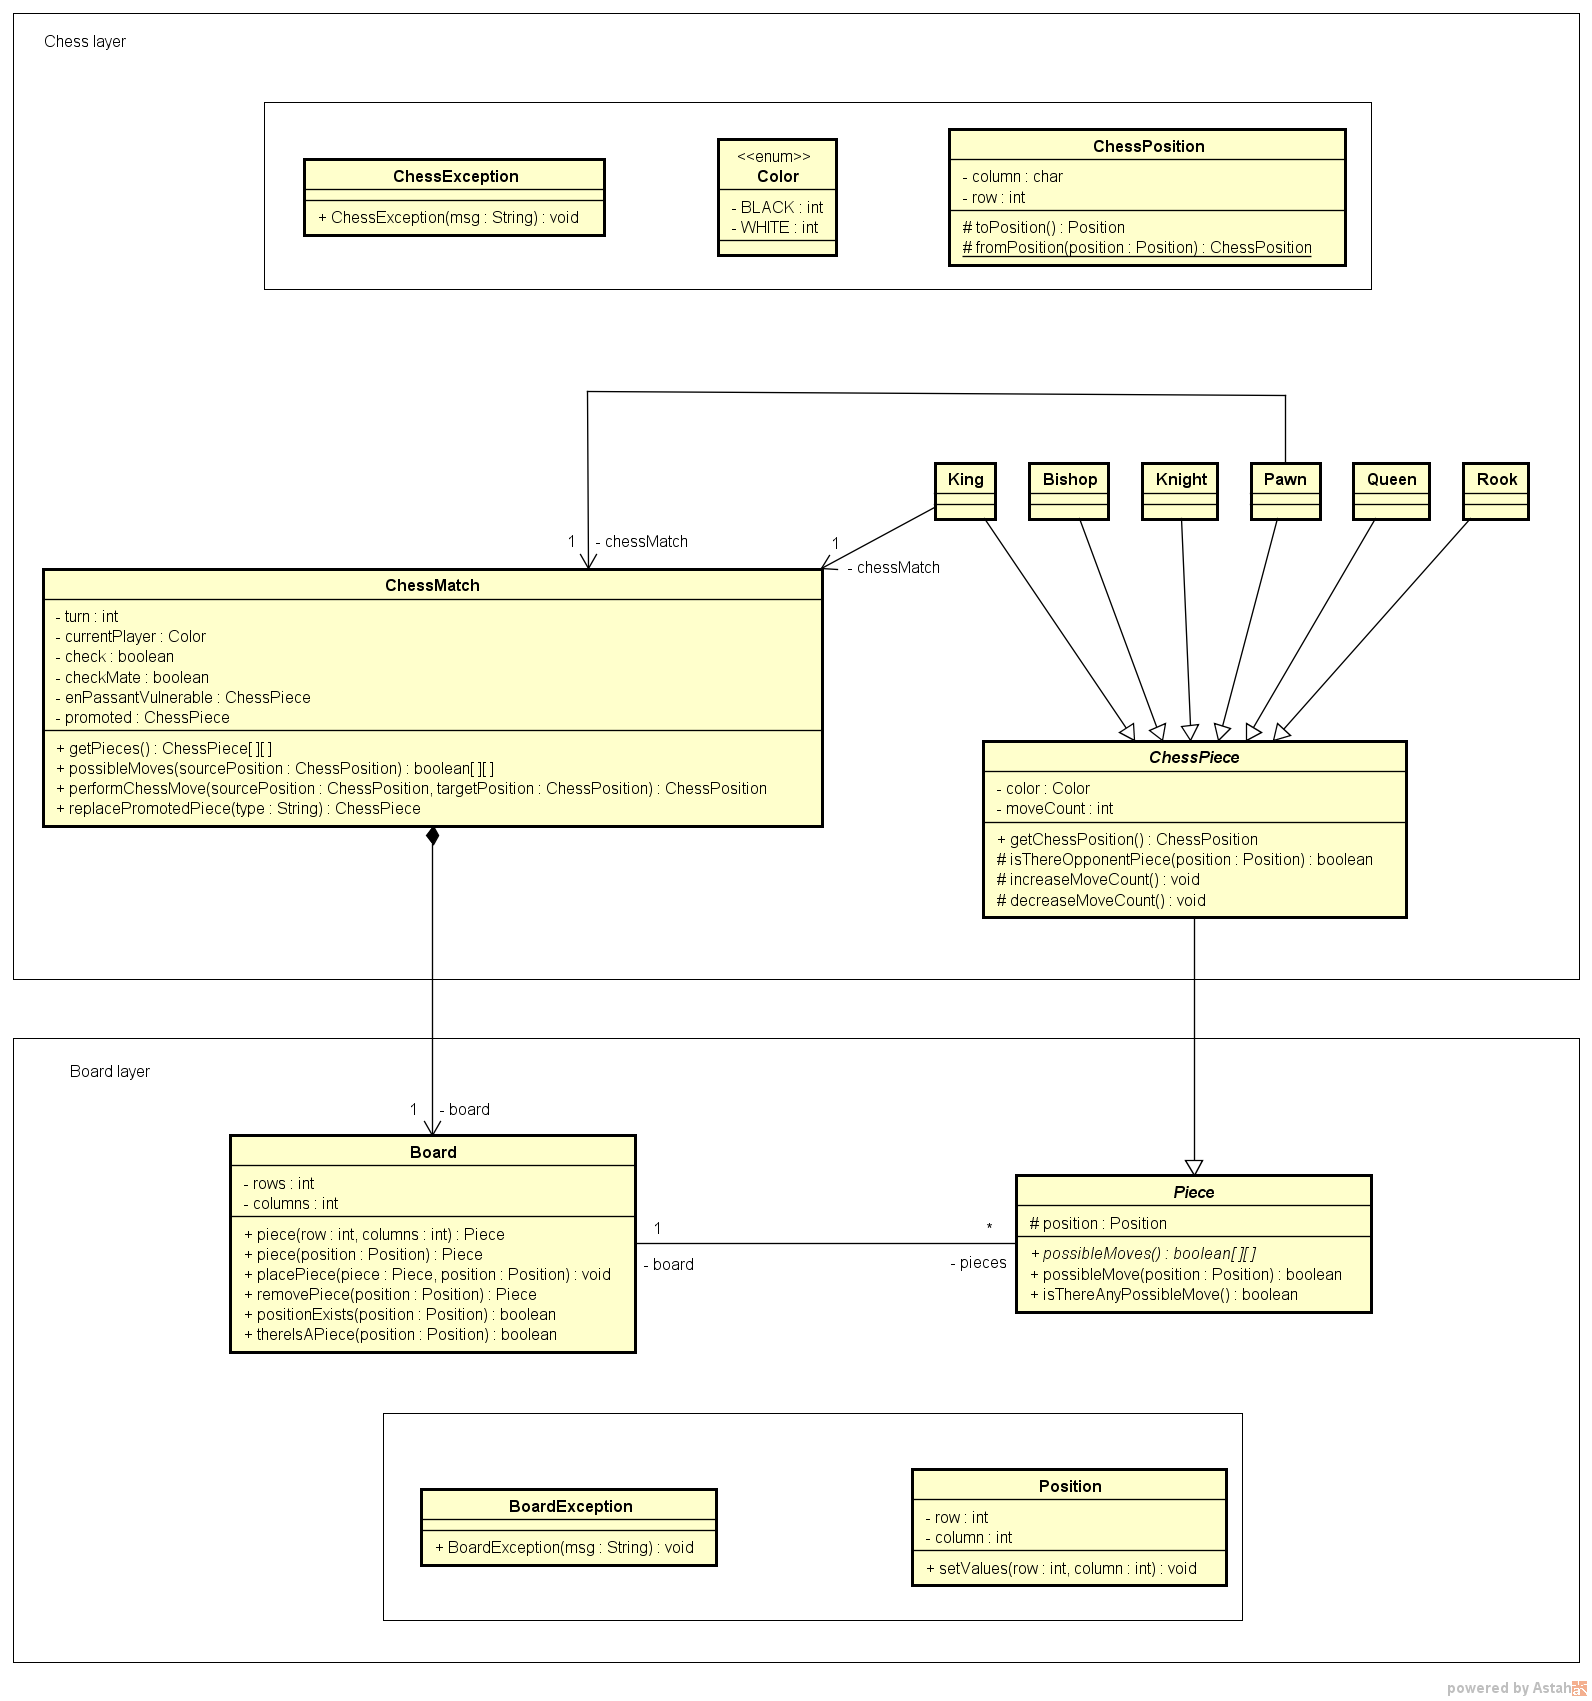 Chess layer
ChessException
+ ChessException(msg : String) : void
<<enum>>
Color
- BLACK : int
- WHITE : int
ChessPosition
- column : char
- row : int
# toPosition() : Position
# fromPosition(position : Position) : ChessPosition
King
Bishop
Knight
Pawn
Queen
Rook
1
- chessMatch
1
- chessMatch
ChessMatch
- turn : int
- currentPlayer : Color
- check : boolean
- checkMate : boolean
- enPassantVulnerable : ChessPiece
- promoted : ChessPiece
+ getPieces() : ChessPiece[][]
+ possibleMoves(sourcePosition : ChessPosition) : boolean[][]
+ performChessMove(sourcePosition : ChessPosition, targetPosition : ChessPosition) : ChessPosition
+ replacePromotedPiece(type : String) : ChessPiece
ChessPiece
- color : Color
- moveCount : int
+ getChessPosition() : ChessPosition
# isThereOpponentPiece(position : Position) : boolean
# increaseMoveCount() : void
# decreaseMoveCount() : void
Board layer
1
- board
Board
- rows : int
- columns : int
+ piece(row : int, columns : int) : Piece
+ piece(position : Position) : Piece
+ placePiece(piece : Piece, position : Position) : void
+ removePiece(position : Position) : Piece
+ positionExists(position : Position) : boolean
+ thereIsAPiece(position : Position) : boolean
1
- board
*
- pieces
Piece
# position : Position
+ possibleMoves() : boolean[][]
+ possibleMove(position : Position) : boolean
+ isThereAnyPossibleMove() : boolean
BoardException
+ BoardException(msg : String) : void
Position
- row : int
- column : int
+ setValues(row : int, column : int) : void
powered by Astah